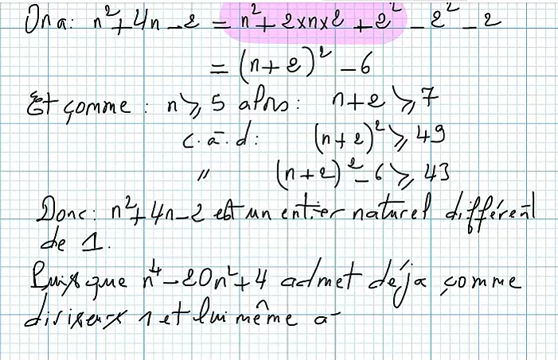 On a : n²+4n-2 = n²+2×n×2+2²-2²-2
= (n+2)²-6
Et comme : n⩾5 alors : n+2⩾7
c.à.d : (n+2)²⩾49
" (n+2)²-6⩾43
Donc : n²+4n-2 est un entier naturel différent
de 1.
Puisque n⁴-20n²+4 admet déjà comme
diviseurs 1 et lui même a-